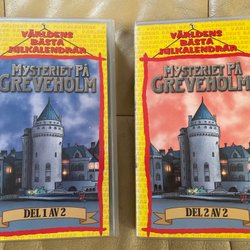 VÄRLDENS
BÄSTA
JULKALENDRAR
MYSTERIET PÅ
GREVEHOLM
DEL 1 AV 2
VÄRLDENS
BÄSTA
JULKALENDRAR
MYSTERIET PÅ
GREVEHOLM
DEL 2 AV 2